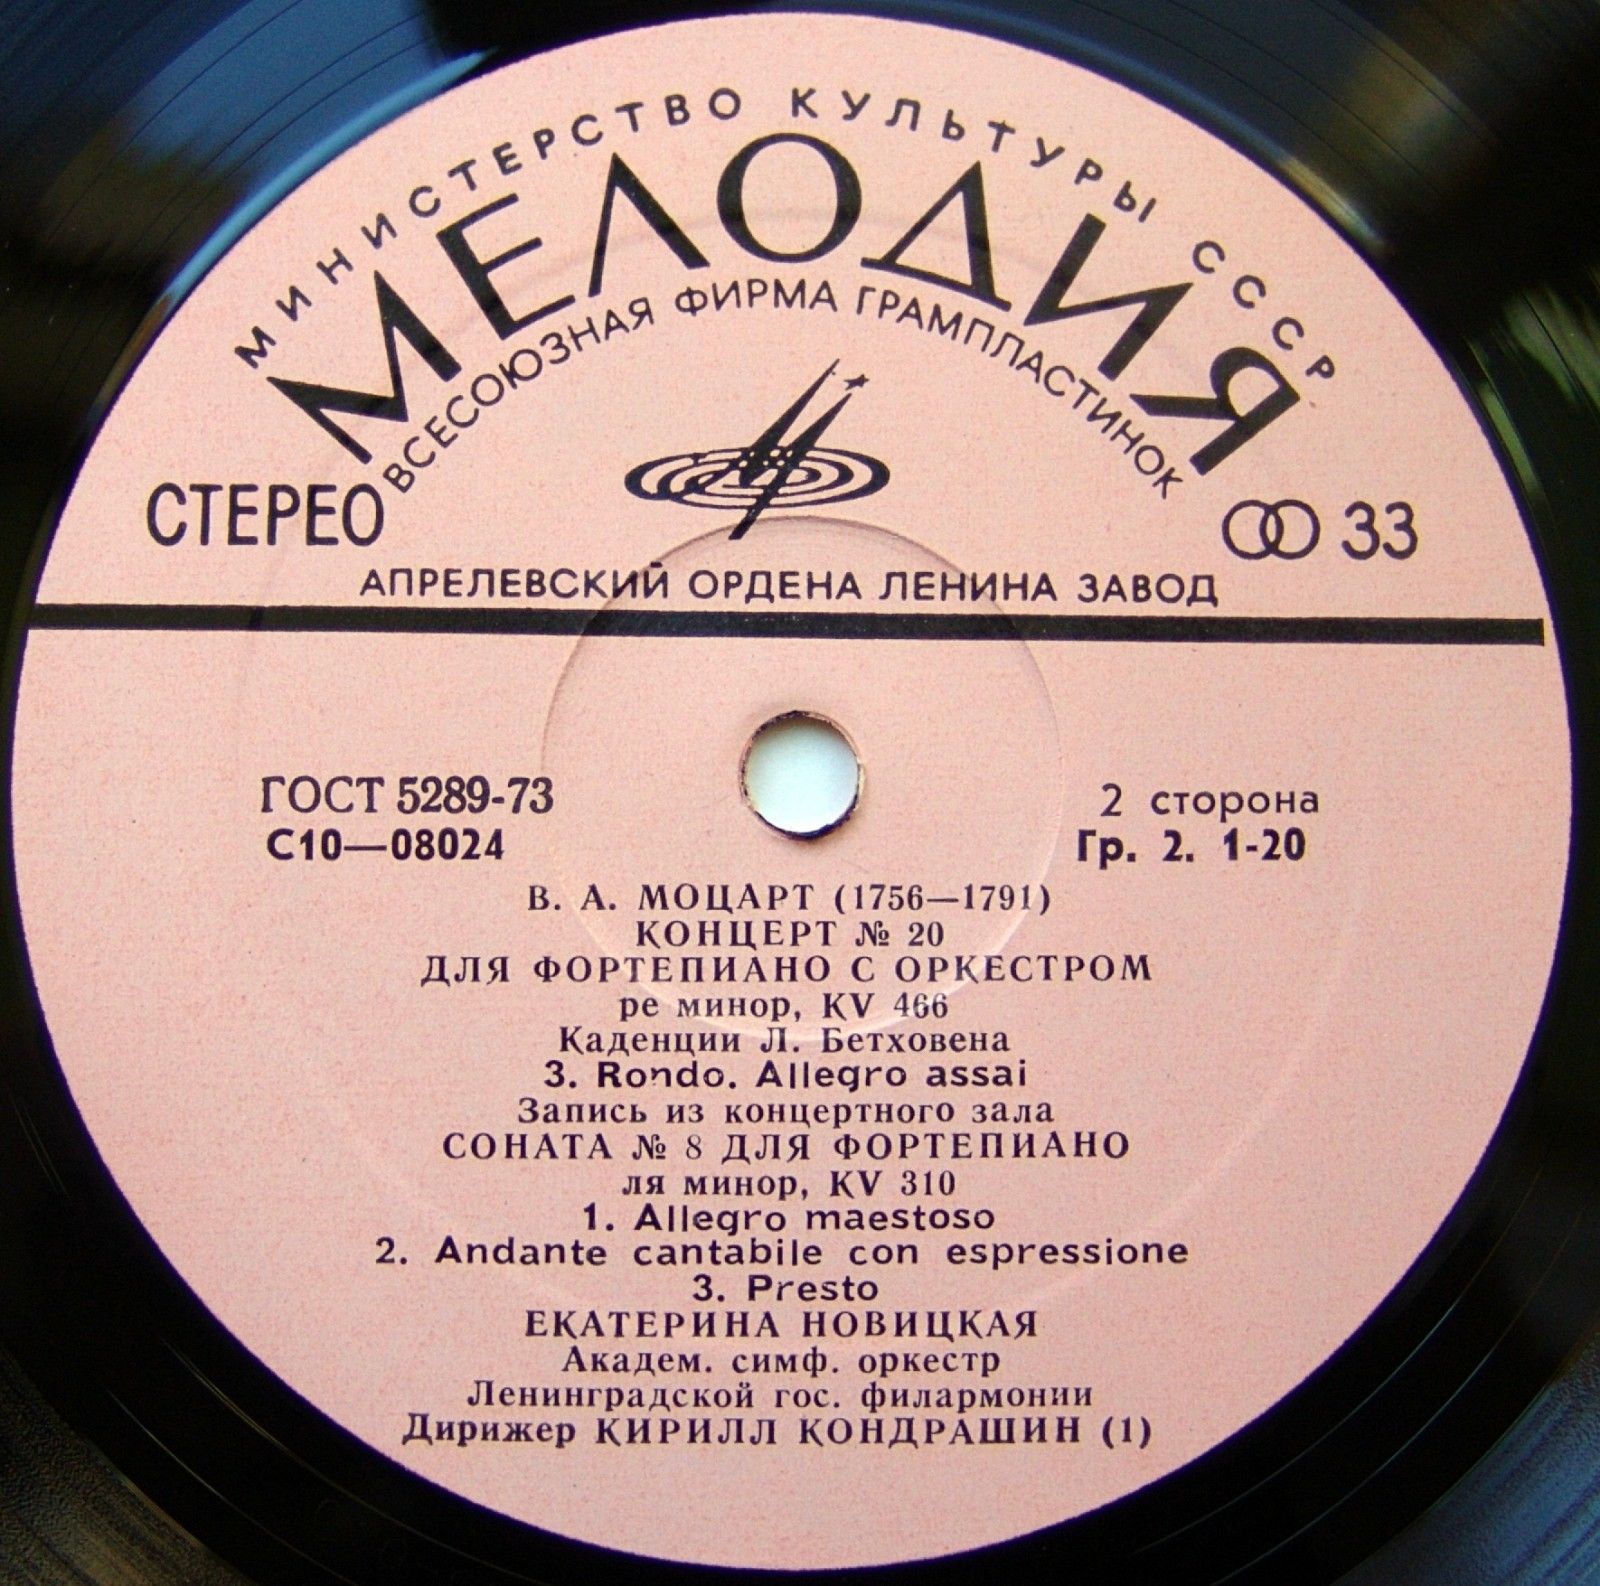 МИНИСТЕРСТВО КУЛЬТУРЫ СССР
МЕЛОДИЯ
ВСЕСОЮЗНАЯ ФИРМА ГРАМПЛАСТИНОК
СТЕРЕО
33
АПРЕЛЕВСКИЙ ОРДЕНА ЛЕНИНА ЗАВОД
ГОСТ 5289-73
2 сторона
С10—08024
Гр. 2. 1-20
В. А. МОЦАРТ (1756—1791)
КОНЦЕРТ № 20
ДЛЯ ФОРТЕПИАНО С ОРКЕСТРОМ
ре минор, KV 466
Каденции Л. Бетховена
3. Rondo. Allegro assai
Запись из концертного зала
СОНАТА № 8 ДЛЯ ФОРТЕПИАНО
ля минор, KV 310
1. Allegro maestoso
2. Andante cantabile con espressione
3. Presto
ЕКАТЕРИНА НОВИЦКАЯ
Академ. симф. оркестр
Ленинградской гос. филармонии
Дирижер КИРИЛЛ КОНДРАШИН (1)